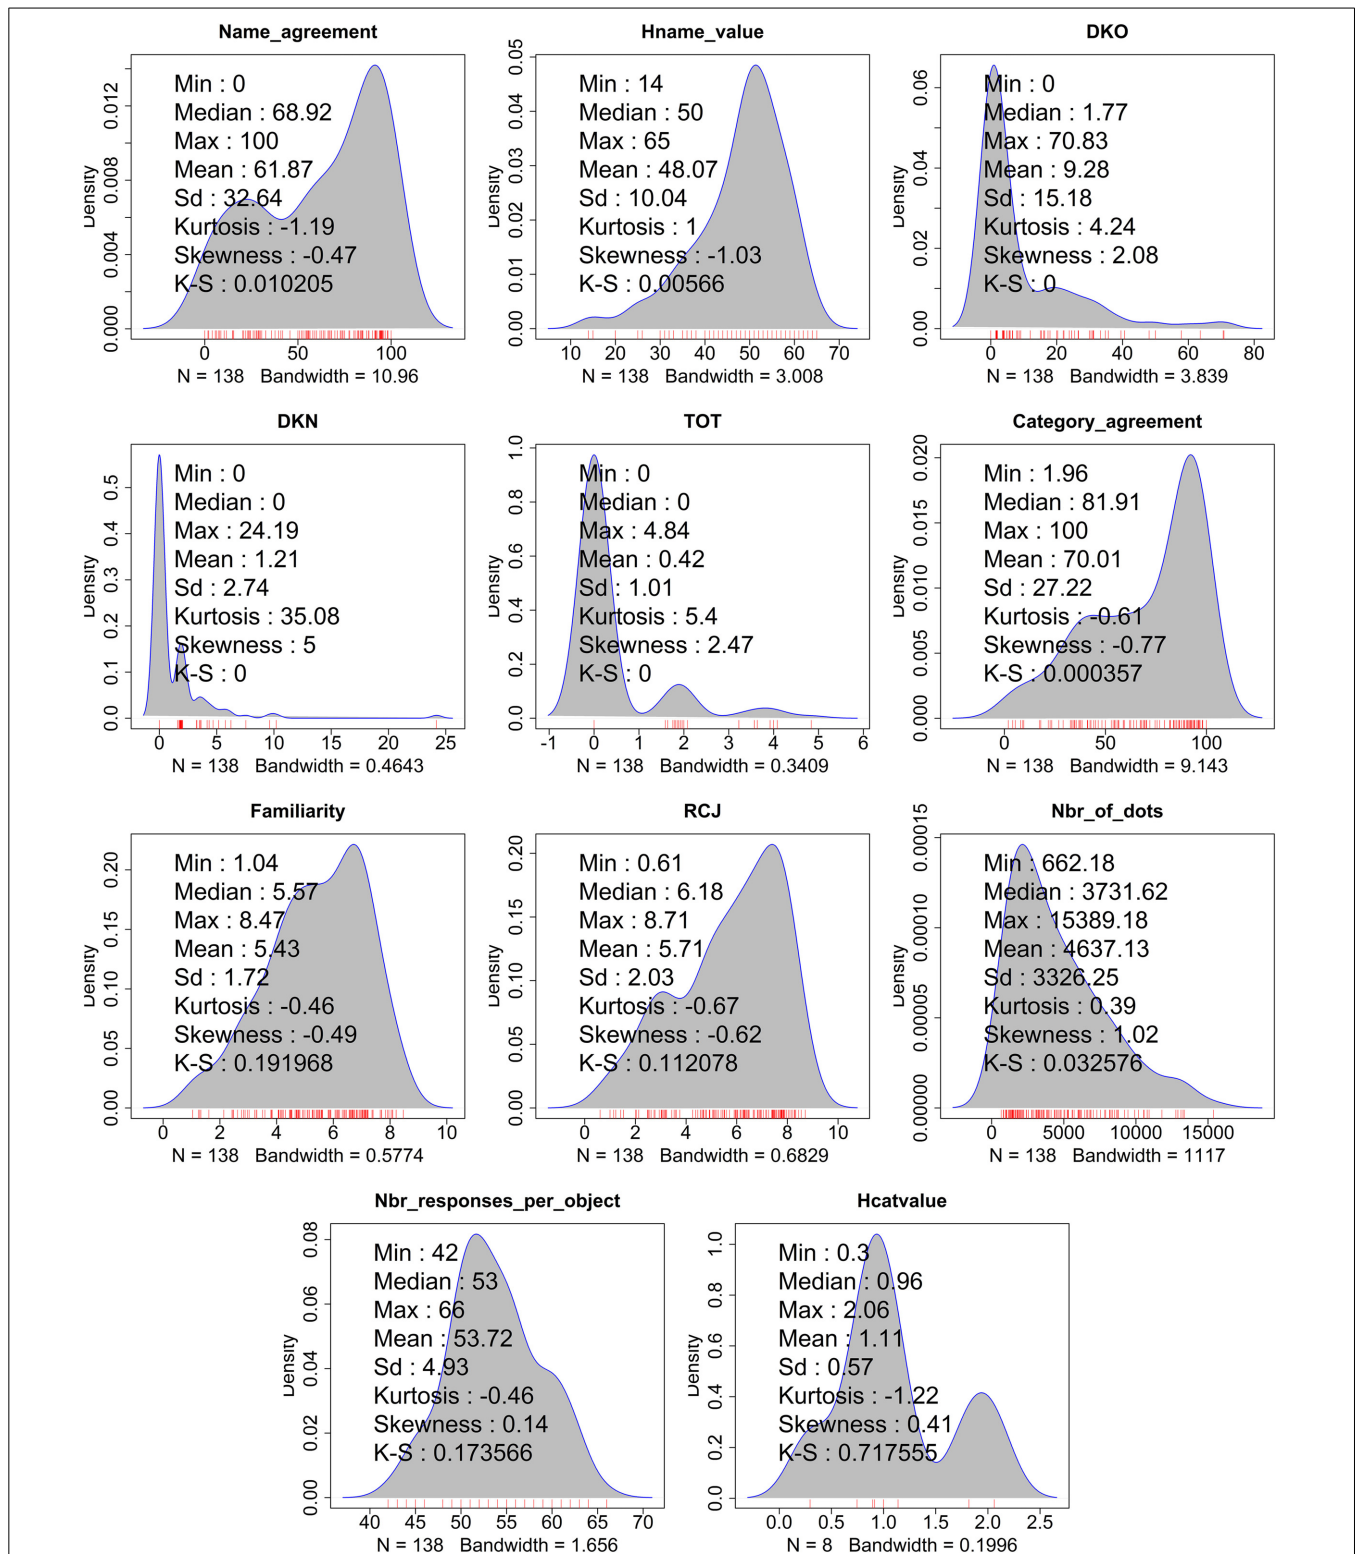 Name_agreement
Min : 0
Median : 68.92
Max : 100
Mean : 61.87
Sd : 32.64
Kurtosis : -1.19
Skewness : -0.47
K-S : 0.010205
Density
0.000 0.004 0.008 0.012
0 50 100
N = 138 Bandwidth = 10.96
Hname_value
Min : 14
Median : 50
Max : 65
Mean : 48.07
Sd : 10.04
Kurtosis : 1
Skewness : -1.03
K-S : 0.00566
Density
0.00 0.01 0.02 0.03 0.04 0.05
10 20 30 40 50 60 70
N = 138 Bandwidth = 3.008
DKO
Min : 0
Median : 1.77
Max : 70.83
Mean : 9.28
Sd : 15.18
Kurtosis : 4.24
Skewness : 2.08
K-S : 0
Density
0.00 0.02 0.04 0.06
0 20 40 60 80
N = 138 Bandwidth = 3.839
DKN
Min : 0
Median : 0
Max : 24.19
Mean : 1.21
Sd : 2.74
Kurtosis : 35.08
Skewness : 5
K-S : 0
Density
0.0 0.1 0.2 0.3 0.4 0.5
0 5 10 15 20 25
N = 138 Bandwidth = 0.4643
TOT
Min : 0
Median : 0
Max : 4.84
Mean : 0.42
Sd : 1.01
Kurtosis : 5.4
Skewness : 2.47
K-S : 0
Density
0.0 0.2 0.4 0.6 0.8 1.0
-1 0 1 2 3 4 5 6
N = 138 Bandwidth = 0.3409
Category_agreement
Min : 1.96
Median : 81.91
Max : 100
Mean : 70.01
Sd : 27.22
Kurtosis : -0.61
Skewness : -0.77
K-S : 0.000357
Density
0.000 0.005 0.010 0.015 0.020
0 50 100
N = 138 Bandwidth = 9.143
Familiarity
Min : 1.04
Median : 5.57
Max : 8.47
Mean : 5.43
Sd : 1.72
Kurtosis : -0.46
Skewness : -0.49
K-S : 0.191968
Density
0.00 0.05 0.10 0.15 0.20
0 2 4 6 8 10
N = 138 Bandwidth = 0.5774
RCJ
Min : 0.61
Median : 6.18
Max : 8.71
Mean : 5.71
Sd : 2.03
Kurtosis : -0.67
Skewness : -0.62
K-S : 0.112078
Density
0.00 0.05 0.10 0.15 0.20
0 2 4 6 8 10
N = 138 Bandwidth = 0.6829
Nbr_of_dots
Min : 662.18
Median : 3731.62
Max : 15389.18
Mean : 4637.13
Sd : 3326.25
Kurtosis : 0.39
Skewness : 1.02
K-S : 0.032576
Density
0.00000 0.00005 0.00010 0.00015
0 5000 10000 15000
N = 138 Bandwidth = 1117
Nbr_responses_per_object
Min : 42
Median : 53
Max : 66
Mean : 53.72
Sd : 4.93
Kurtosis : -0.46
Skewness : 0.14
K-S : 0.173566
Density
0.00 0.02 0.04 0.06 0.08
40 45 50 55 60 65 70
N = 138 Bandwidth = 1.656
Hcatvalue
Min : 0.3
Median : 0.96
Max : 2.06
Mean : 1.11
Sd : 0.57
Kurtosis : -1.22
Skewness : 0.41
K-S : 0.717555
Density
0.0 0.2 0.4 0.6 0.8 1.0
0.0 0.5 1.0 1.5 2.0 2.5
N = 8 Bandwidth = 0.1996